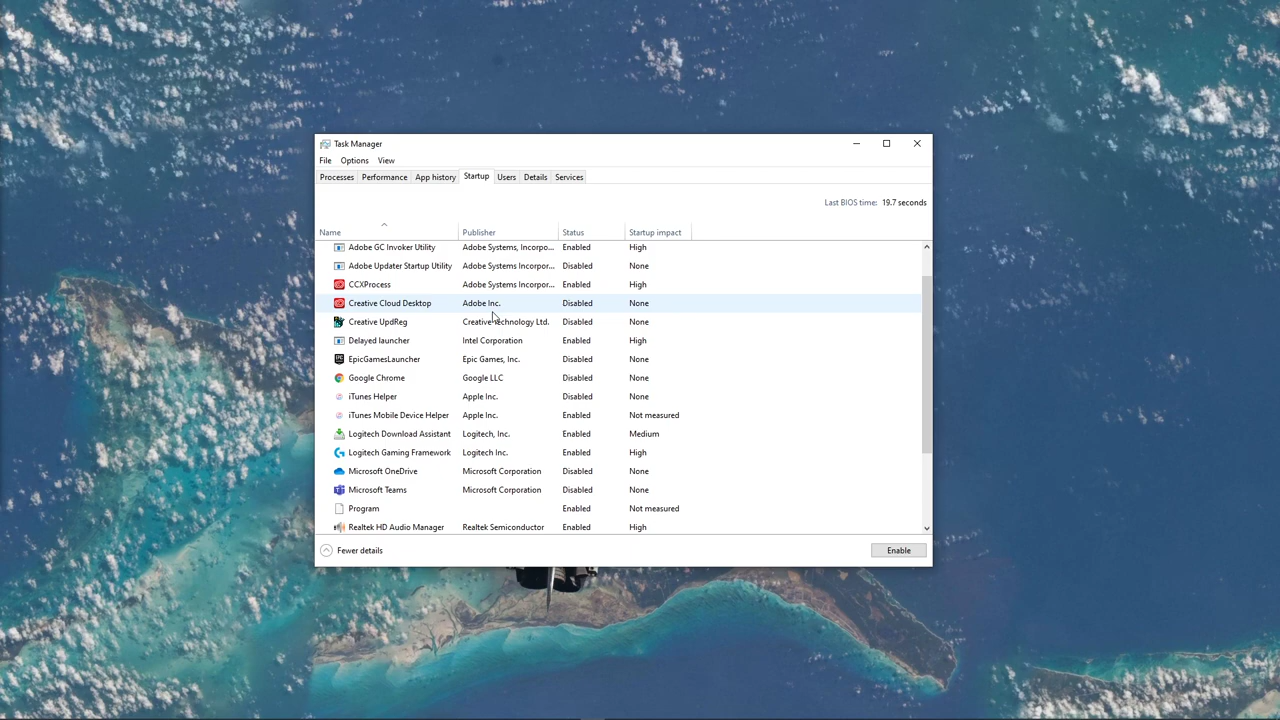 Task Manager
File Options View
Processes Performance App history Startup Users Details Services
Last BIOS time: 19.7 seconds
Name Publisher Status Startup impact
Adobe GC Invoker Utility Adobe Systems, Incorpo... Enabled High
Adobe Updater Startup Utility Adobe Systems Incorpor... Disabled None
CCXProcess Adobe Systems Incorpor... Enabled High
Creative Cloud Desktop Adobe Inc. Disabled None
Creative UpdReg Creative Technology Ltd. Disabled None
Delayed launcher Intel Corporation Enabled High
EpicGamesLauncher Epic Games, Inc. Disabled None
Google Chrome Google LLC Disabled None
iTunes Helper Apple Inc. Disabled None
iTunes Mobile Device Helper Apple Inc. Enabled Not measured
Logitech Download Assistant Logitech, Inc. Enabled Medium
Logitech Gaming Framework Logitech Inc. Enabled High
Microsoft OneDrive Microsoft Corporation Disabled None
Microsoft Teams Microsoft Corporation Disabled None
Program Enabled Not measured
Realtek HD Audio Manager Realtek Semiconductor Enabled High
Fewer details Enable